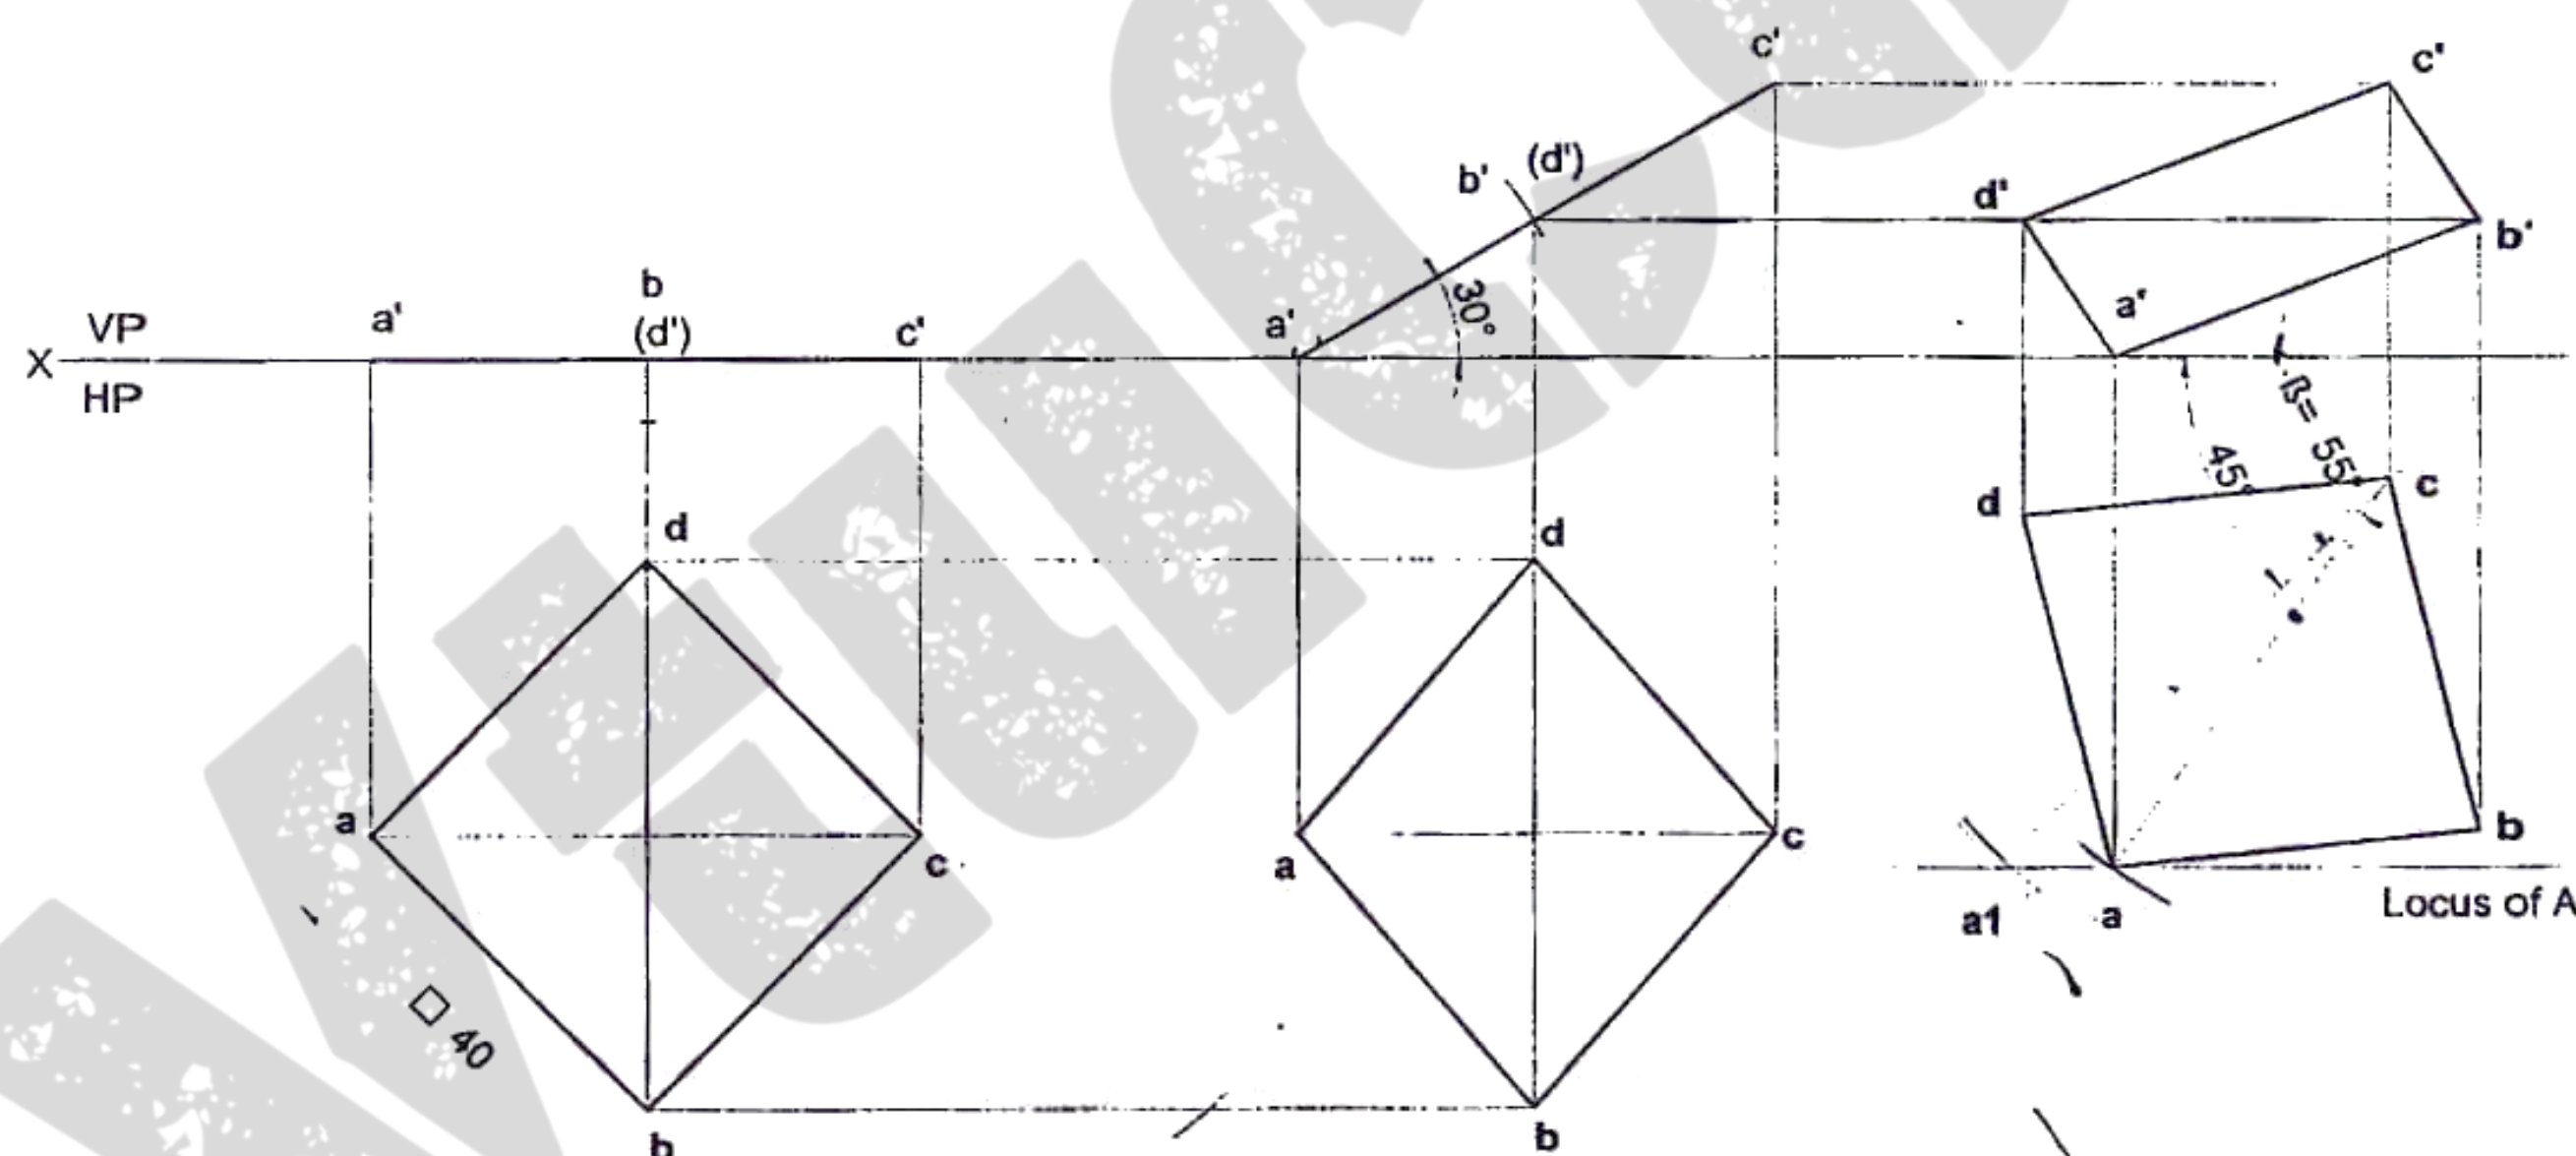 c'
c'
b' (d')
d'
b'
b
30°
a'
a'
VP
a'
(d')
c'
X
HP
β= 55°
45°
d
d
d
c
a
c
a
c
b
a1
a
Locus of A
◇ 40
b
b